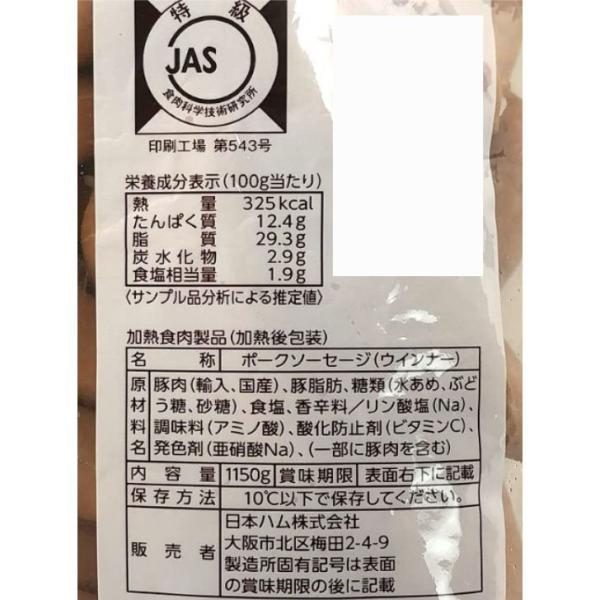 特級
JAS
食肉科学技術研究所
印刷工場 第543号
栄養成分表示(100g当たり)
熱量 325kcal
たんぱく質 12.4g
脂質 29.3g
炭水化物 2.9g
食塩相当量 1.9g
〈サンプル品分析による推定値〉
加熱食肉製品(加熱後包装)
名称 ポークソーセージ(ウインナー)
原材料名 豚肉(輸入、国産)、豚脂肪、糖類(水あめ、ぶど
う糖、砂糖)、食塩、香辛料/リン酸塩(Na)、
調味料(アミノ酸)、酸化防止剤(ビタミンC)、
発色剤(亜硝酸Na)、(一部に豚肉を含む)
内容量 1150g 賞味期限 表面右下に記載
保存方法 10℃以下で保存してください。
販売者 日本ハム株式会社
大阪市北区梅田2-4-9
製造所固有記号は表面
の賞味期限の後に記載